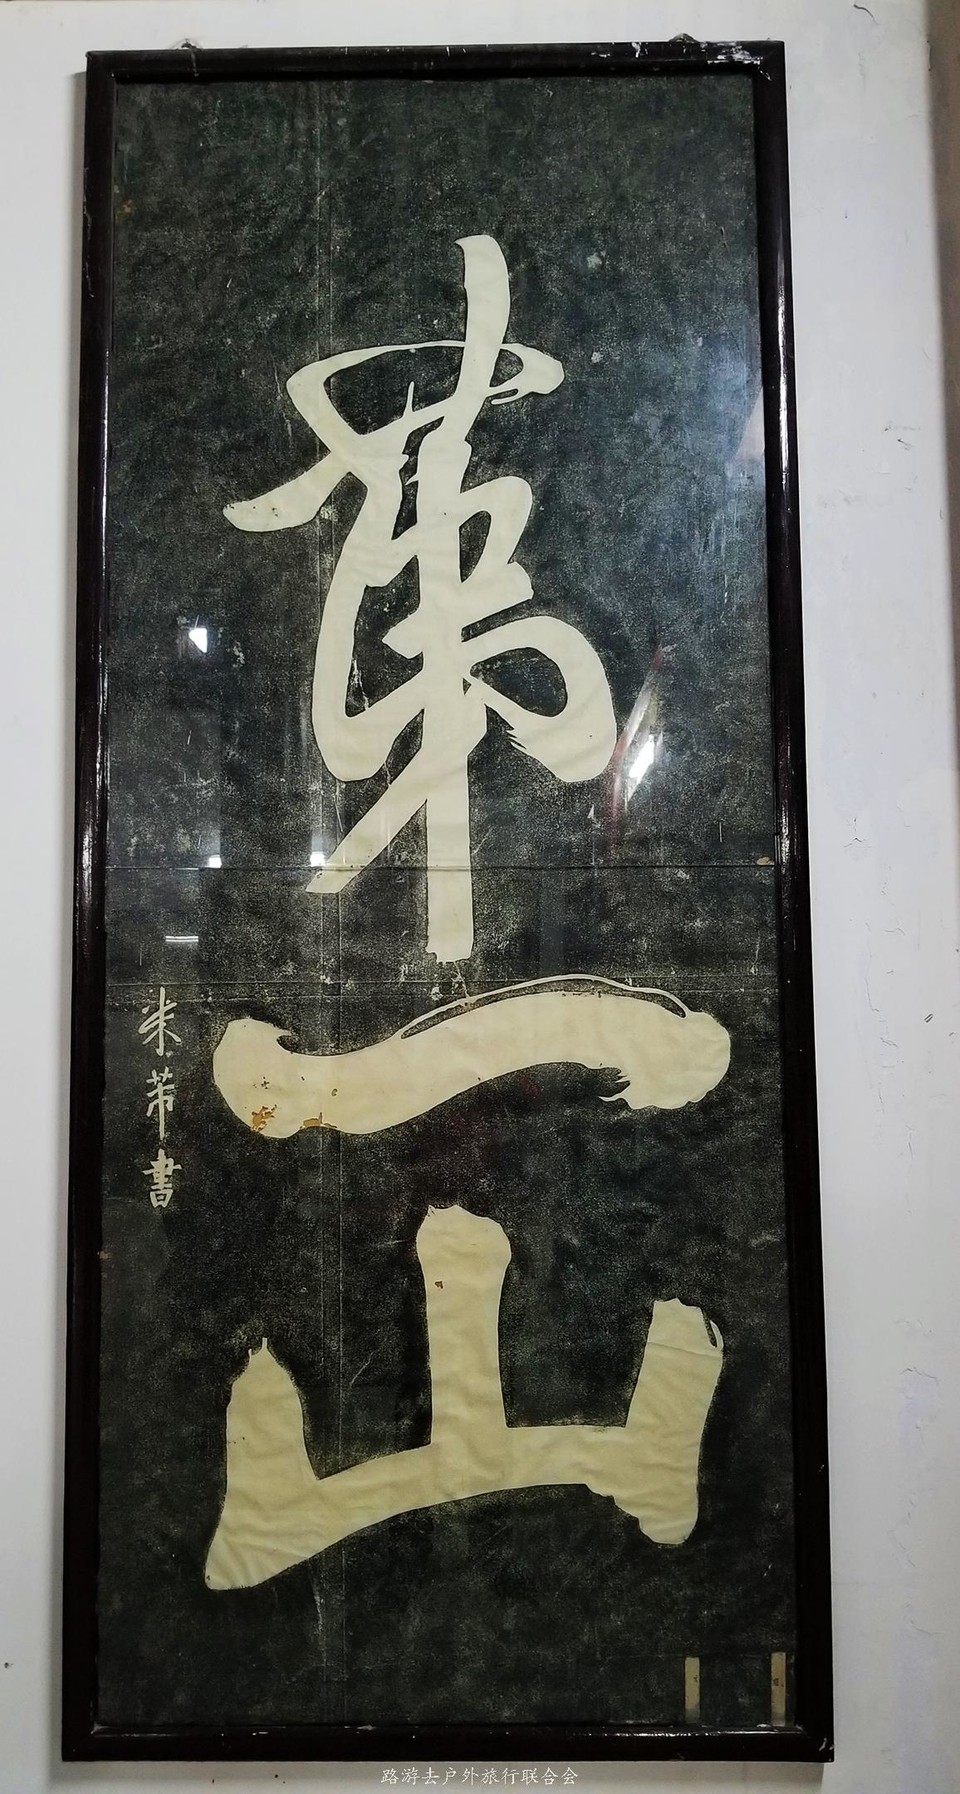 第一山
米芾書
路游去户外旅行联合会